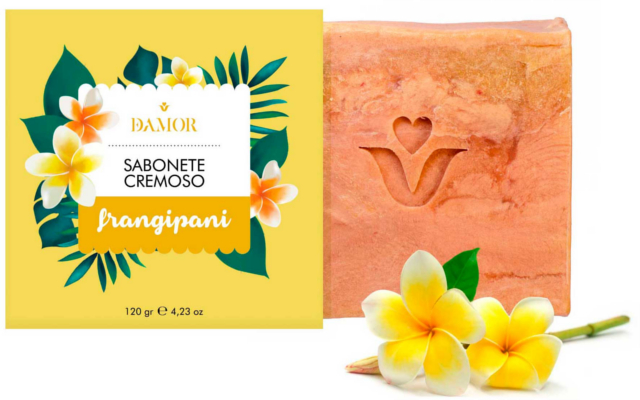 DAMOR
SABONETE
CREMOSO
frangipani
120 gr ℮ 4,23 oz